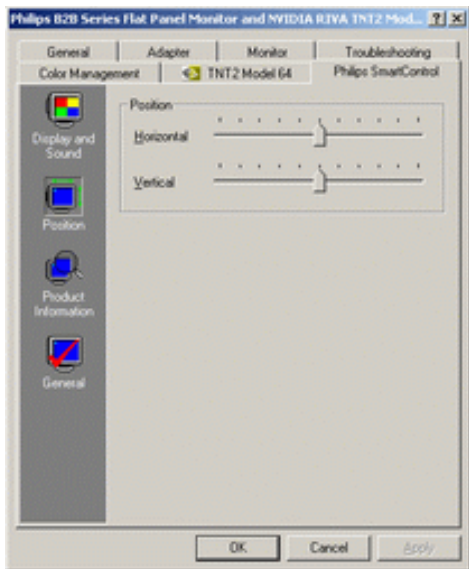 Philips B2B Series Flat Panel Monitor and NVIDIA RIVA TNT2 Mod...
General Adapter Monitor Troubleshooting
Color Management TNT2 Model 64 Philips SmartControl
Position
Display and
Sound
Horizontal
Vertical
Position
Product
Information
General
OK Cancel Apply